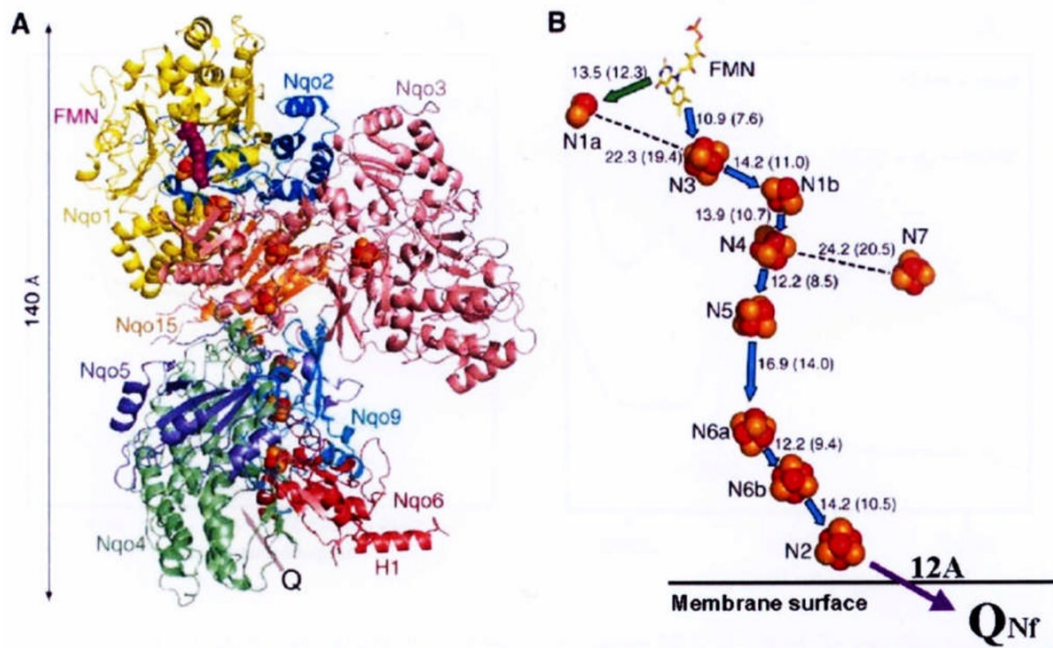 A
140 Å
FMN
Nqo2
Nqo3
Nqo1
Nqo15
Nqo5
Nqo9
Nqo6
Nqo4
H1
Q
B
13.5 (12.3)
FMN
N1a
10.9 (7.6)
22.3 (19.4)
14.2 (11.0)
N3
N1b
13.9 (10.7)
N4
24.2 (20.5)
N7
12.2 (8.5)
N5
16.9 (14.0)
N6a
12.2 (9.4)
N6b
14.2 (10.5)
N2
12A
Membrane surface
QNf